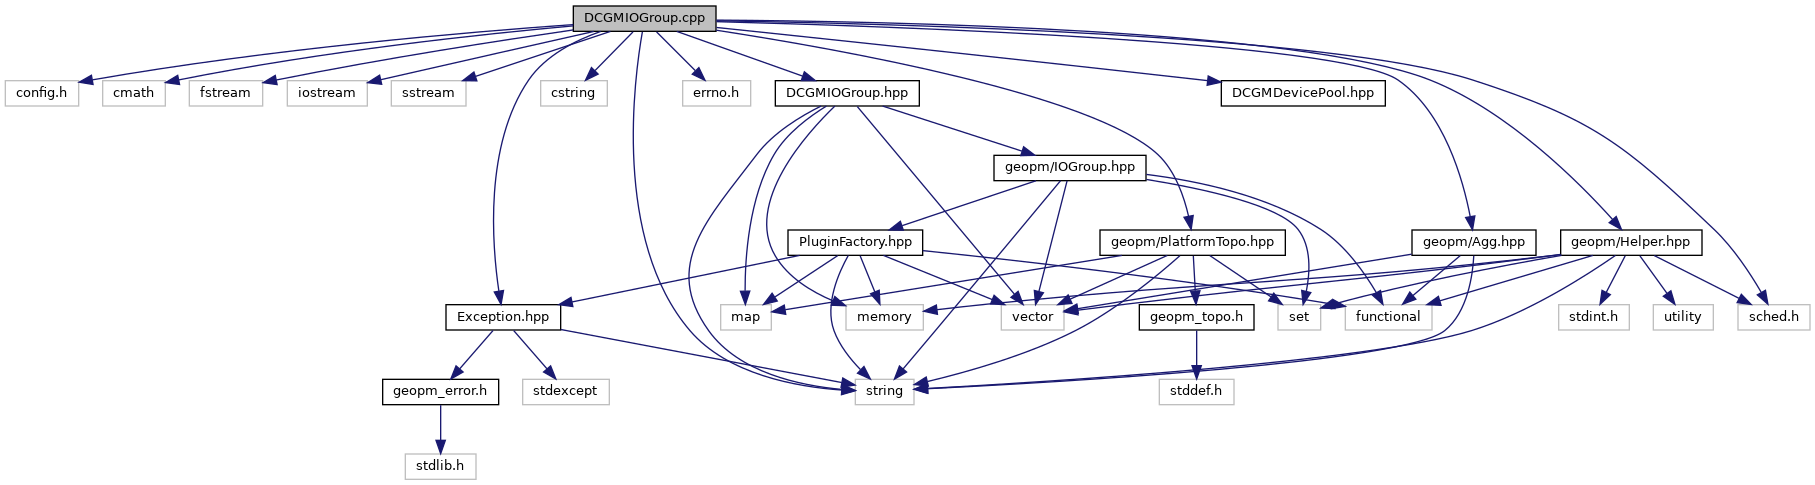 DCGMIOGroup.cpp
config.h
cmath
fstream
iostream
sstream
cstring
errno.h
DCGMIOGroup.hpp
DCGMDevicePool.hpp
geopm/IOGroup.hpp
PluginFactory.hpp
geopm/PlatformTopo.hpp
geopm/Agg.hpp
geopm/Helper.hpp
Exception.hpp
map
memory
vector
geopm_topo.h
set
functional
stdint.h
utility
sched.h
geopm_error.h
stdexcept
string
stddef.h
stdlib.h